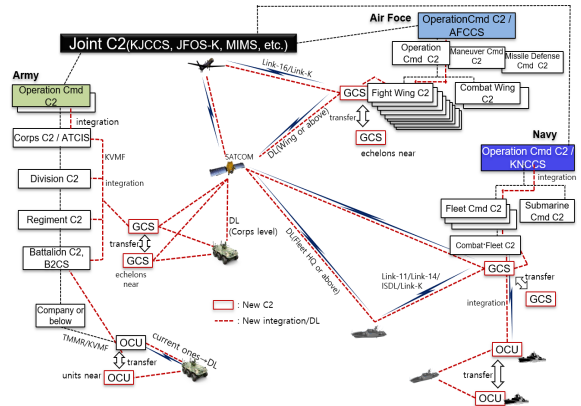 Joint C2(KJCCS, JFOS-K, MIMS, etc.)
Air Foce
OperationCmd C2 /
AFCCS
Operation
Cmd C2
Maneuver Cmd
C2
Missile Defense
Cmd C2
Link-16/Link-K
GCS
Fight Wing C2
Combat Wing
C2
transfer
GCS
echelons near
DL(Wing or above)
Army
Operation Cmd
C2
integration
Corps C2 / ATCIS
KVMF
Division C2
integration
Regiment C2
Battalion C2,
B2CS
GCS
transfer
GCS
echelons
near
SATCOM
DL
(Corps level)
DL(Fleet HQ or above)
Navy
Operation Cmd C2 /
KNCCS
integration
Fleet Cmd C2
Submarine
Cmd C2
Combat-Fleet C2
GCS
Link-11/Link-14/
ISDL/Link-K
transfer
GCS
integration
: New C2
: New integration/DL
Company or
below
TMMR/KVMF
OCU
current ones→DL
transfer
units near
OCU
OCU
transfer
OCU